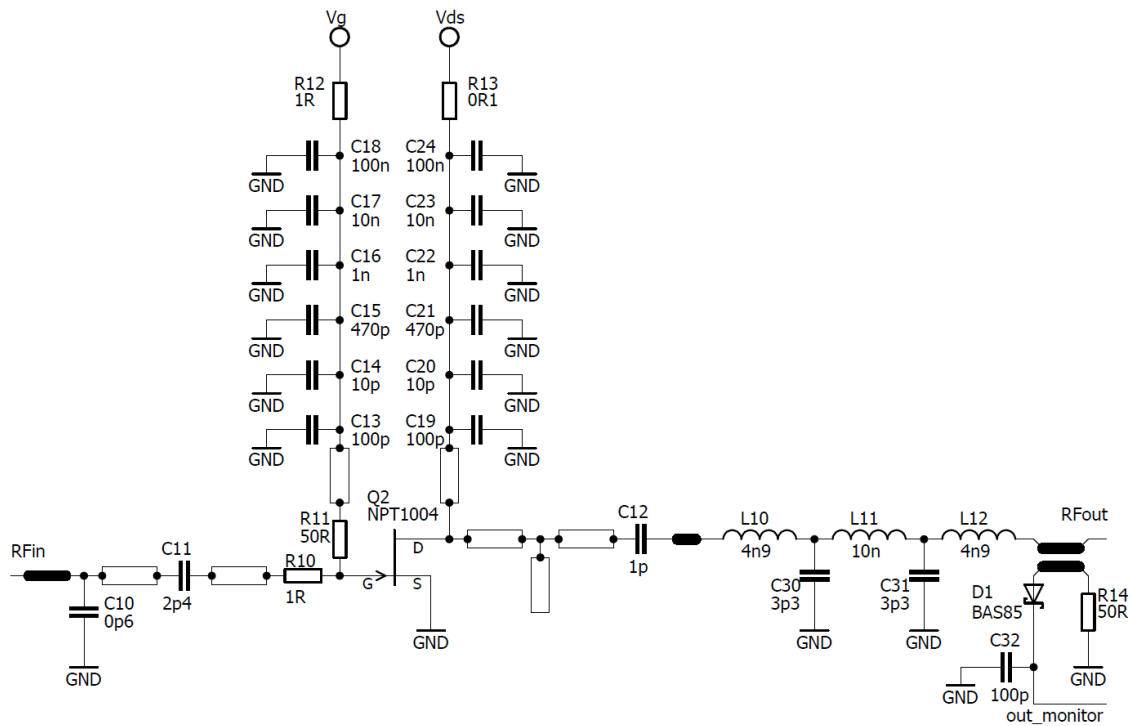 Vg
Vds
R12
1R
R13
0R1
C18
100n
C24
100n
GND
GND
C17
10n
C23
10n
GND
GND
C16
1n
C22
1n
GND
GND
C15
470p
C21
470p
GND
GND
C14
10p
C20
10p
GND
GND
C13
100p
C19
100p
GND
GND
Q2
NPT1004
R11
50R
D
G
S
GND
RFin
C10
0p6
GND
C11
2p4
R10
1R
C12
1p
L10
4n9
L11
10n
L12
4n9
RFout
C30
3p3
GND
C31
3p3
GND
D1
BAS85
R14
50R
GND
C32
100p
GND
out_monitor